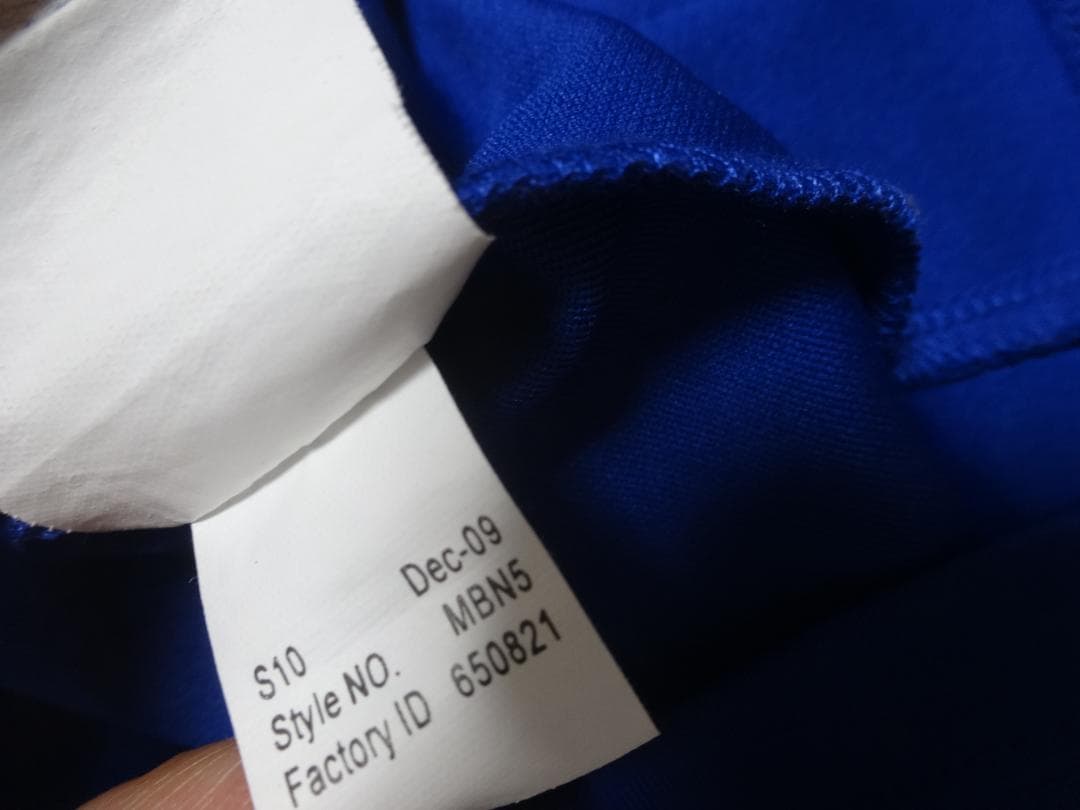 S10 Dec-09
Style NO. MBN5
Factory ID 650821